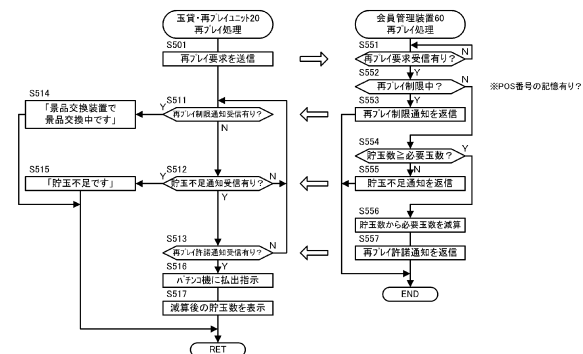 玉貸・再プレイユニット20
再プレイ処理
S501
再プレイ要求を送信
S511
再プレイ制限通知受信有り?
Y
N
S514
「景品交換装置で
景品交換中です」
S512
貯玉不足通知受信有り?
Y
N
Y
S515
「貯玉不足です」
S513
再プレイ許諾通知受信有り?
N
Y
S516
パチンコ機に払出指示
S517
減算後の貯玉数を表示
RET
会員管理装置60
再プレイ処理
S551
再プレイ要求受信有り?
N
Y
S552
再プレイ制限中?
N
Y
※POS番号の記憶有り?
S553
再プレイ制限通知を返信
S554
貯玉数≧必要玉数?
Y
N
S555
貯玉不足通知を返信
S556
貯玉数から必要玉数を減算
S557
再プレイ許諾通知を返信
END